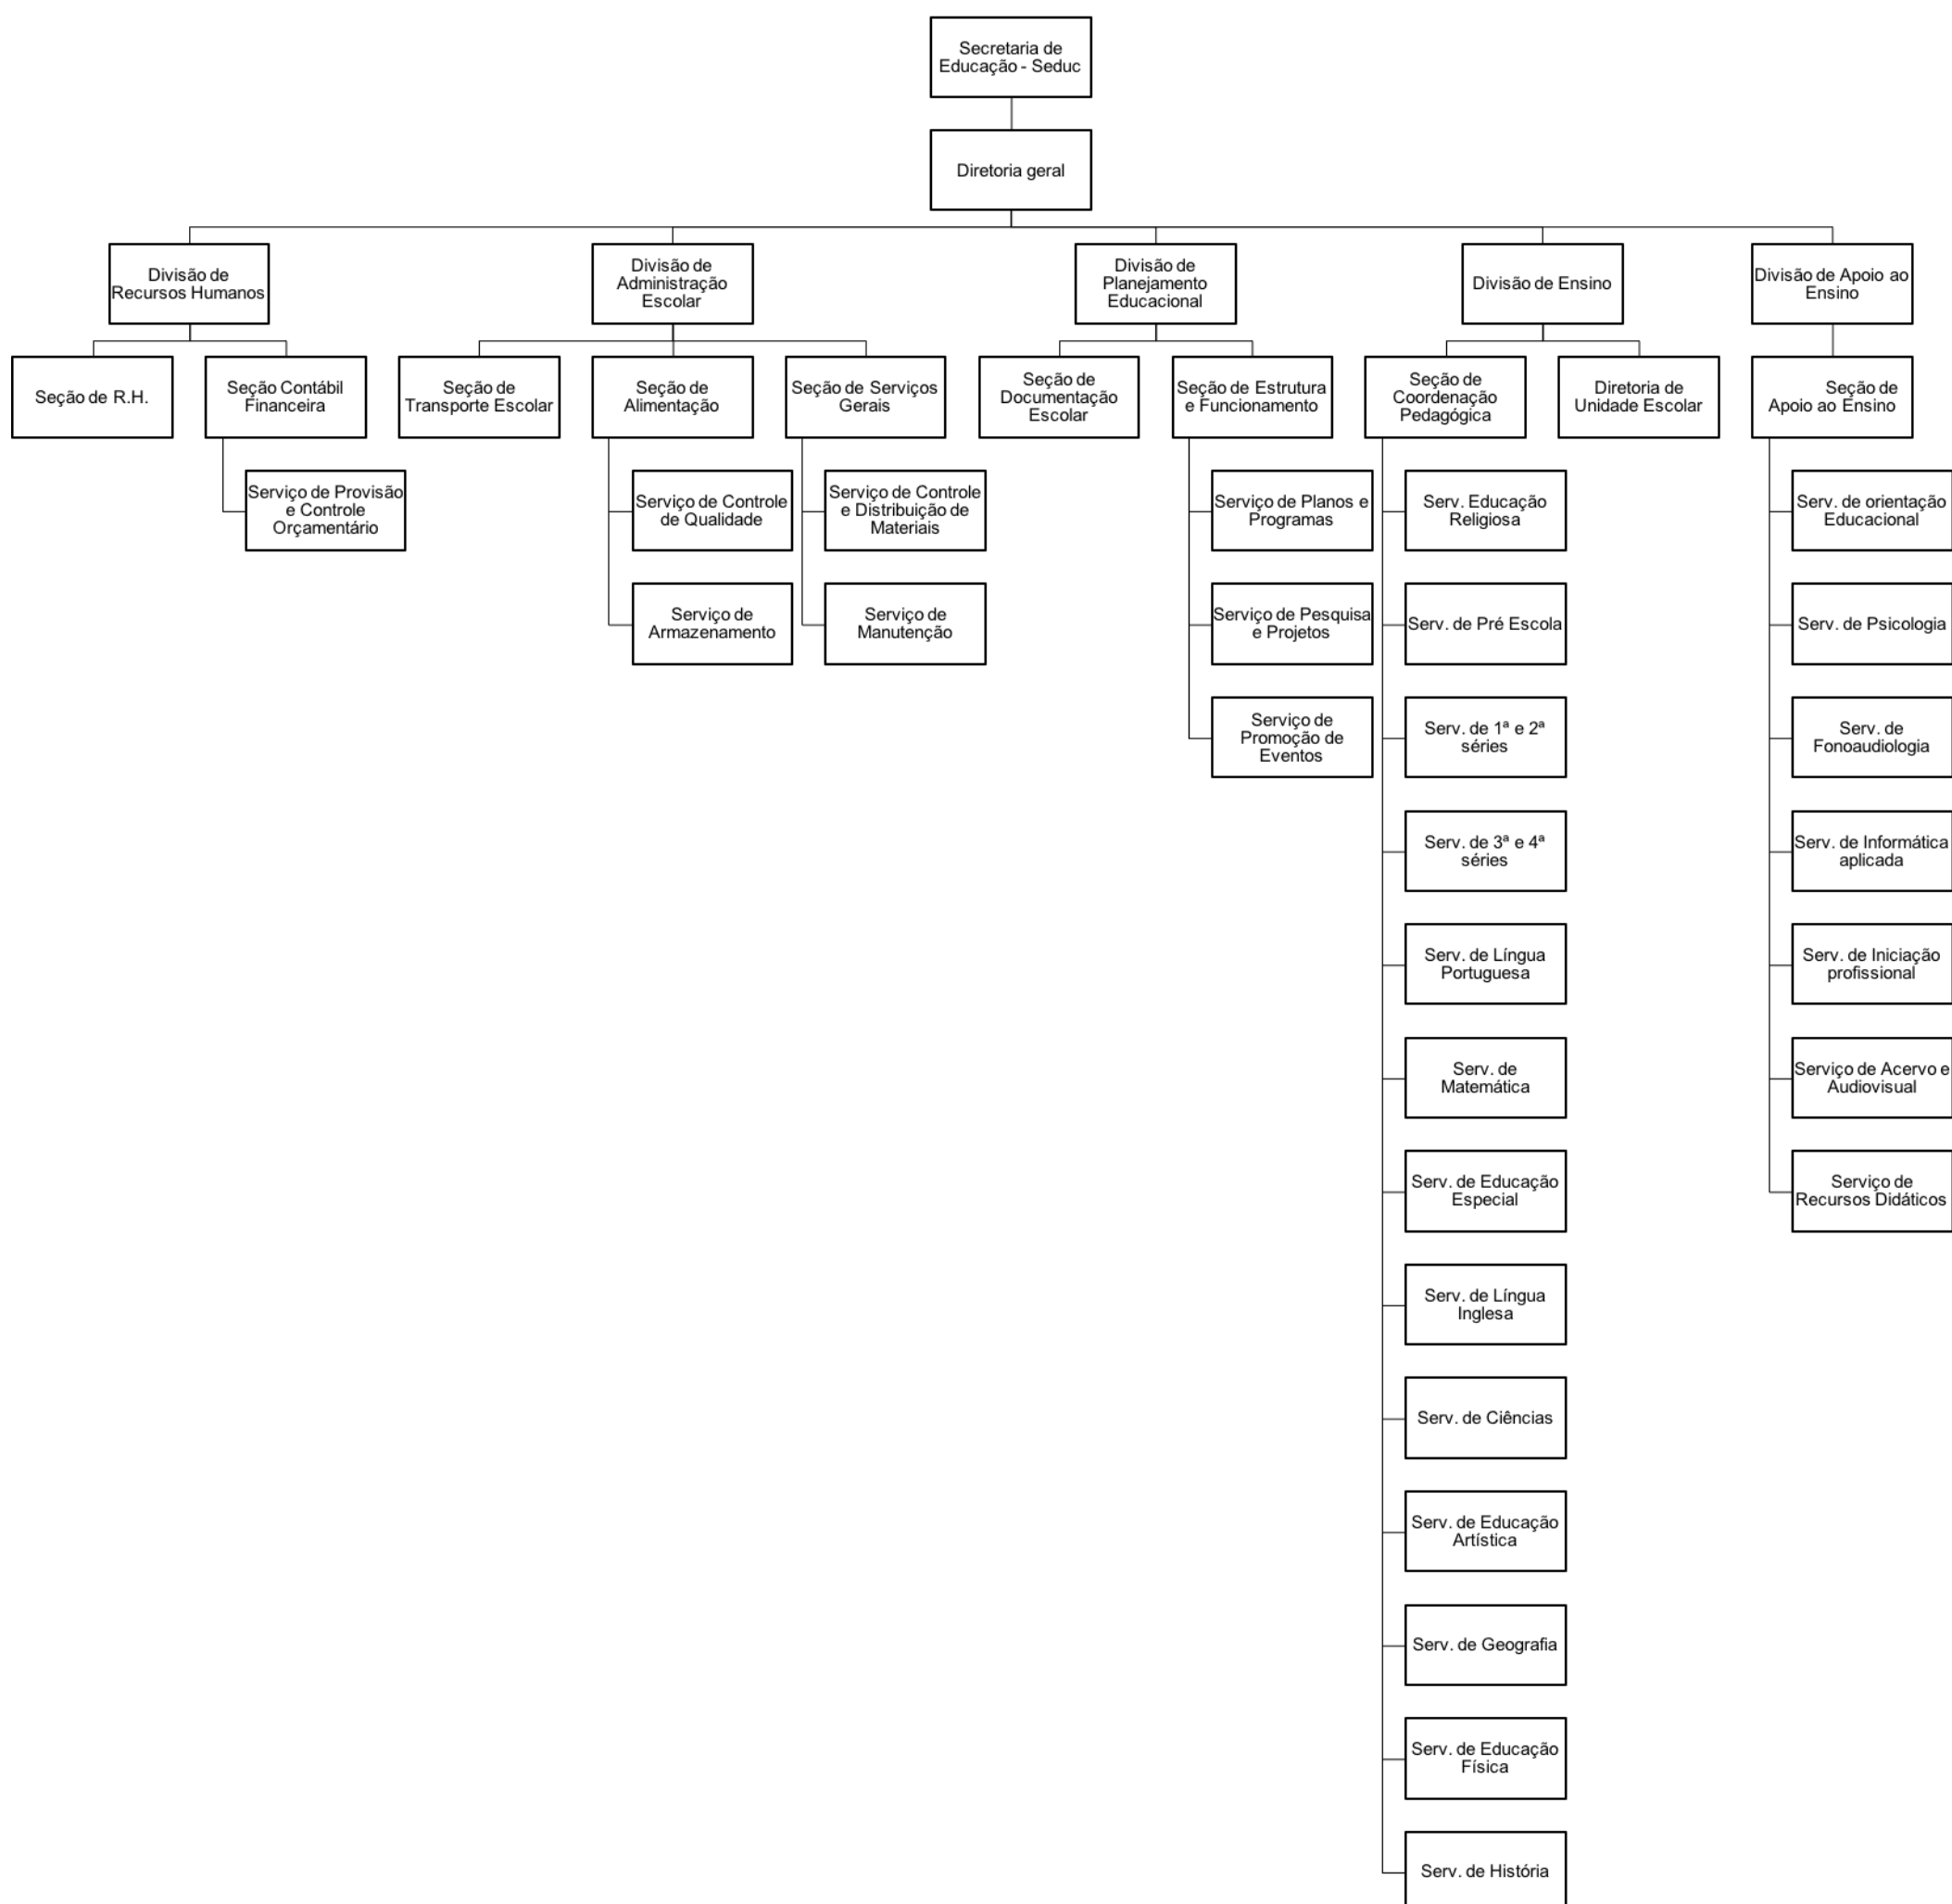 Secretaria de
Educação - Seduc
Diretoria geral
Divisão de
Recursos Humanos
Divisão de
Administração
Escolar
Divisão de
Planejamento
Educacional
Divisão de Ensino
Divisão de Apoio ao
Ensino
Seção de R.H.
Seção Contábil
Financeira
Seção de
Transporte Escolar
Seção de
Alimentação
Seção de Serviços
Gerais
Seção de
Documentação
Escolar
Seção de Estrutura
e Funcionamento
Seção de
Coordenação
Pedagógica
Diretoria de
Unidade Escolar
Seção de
Apoio ao Ensino
Serviço de Provisão
e Controle
Orçamentário
Serviço de Controle
de Qualidade
Serviço de Controle
e Distribuição de
Materiais
Serviço de Planos e
Programas
Serv. Educação
Religiosa
Serv. de orientação
Educacional
Serviço de
Armazenamento
Serviço de
Manutenção
Serviço de Pesquisa
e Projetos
Serv. de Pré Escola
Serv. de Psicologia
Serviço de
Promoção de
Eventos
Serv. de 1ª e 2ª
séries
Serv. de
Fonoaudiologia
Serv. de 3ª e 4ª
séries
Serv. de Informática
aplicada
Serv. de Língua
Portuguesa
Serv. de Iniciação
profissional
Serv. de
Matemática
Serviço de Acervo e
Audiovisual
Serv. de Educação
Especial
Serviço de
Recursos Didáticos
Serv. de Língua
Inglesa
Serv. de Ciências
Serv. de Educação
Artística
Serv. de Geografia
Serv. de Educação
Física
Serv. de História